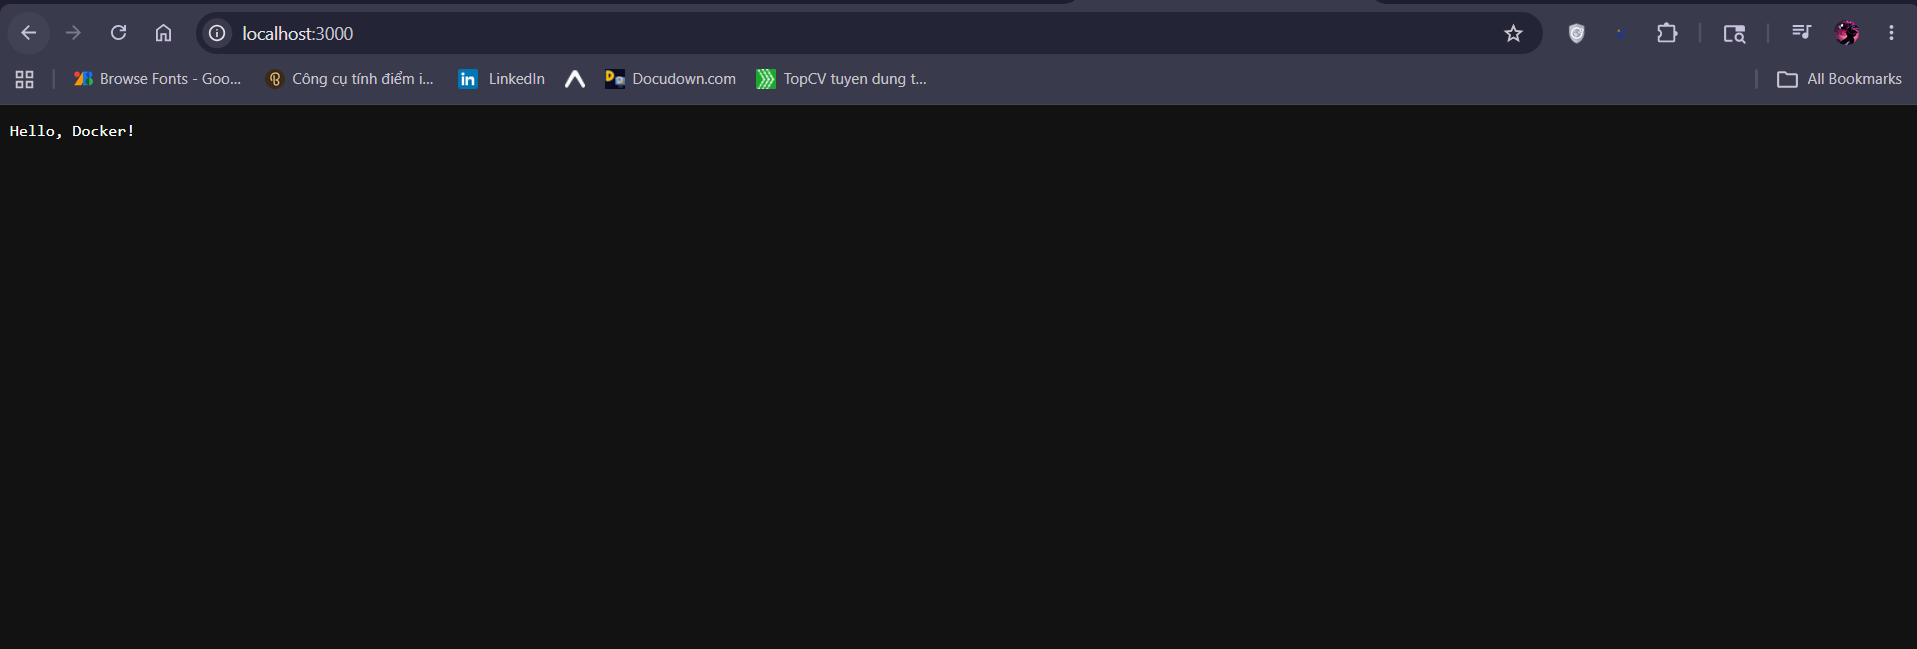 localhost:3000
Browse Fonts - Goo...
Công cụ tính điểm i...
LinkedIn
Docudown.com
TopCV tuyen dung t...
All Bookmarks
Hello, Docker!